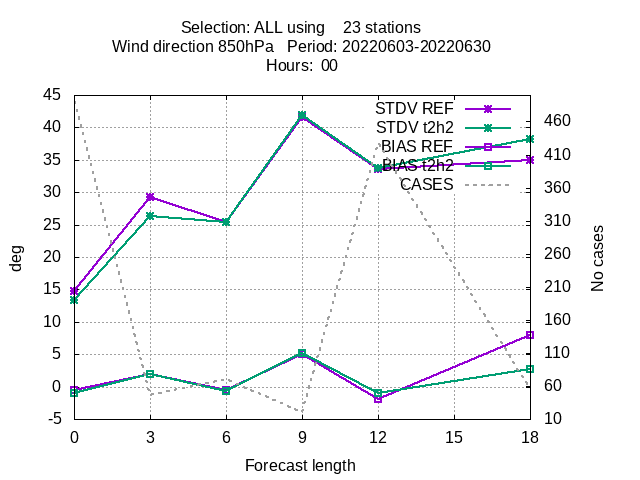 Selection: ALL using    23 stations
Wind direction 850hPa   Period: 20220603-20220630
Hours:  00
STDV REF
STDV t2h2
BIAS REF
BIAS t2h2
CASES
45
40
35
30
25
20
15
10
5
0
-5
deg
460
410
360
310
260
210
160
110
60
10
No cases
0 3 6 9 12 15 18
Forecast length